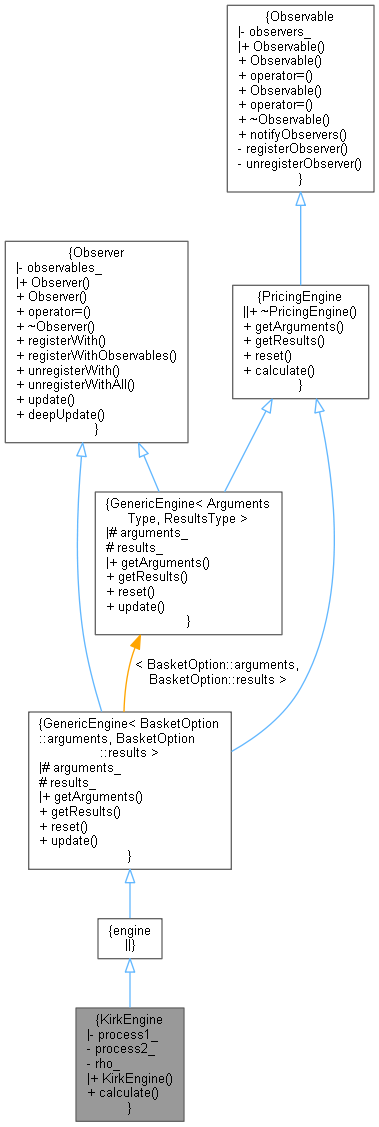 {Observable
|- observers_
|+ Observable()
+ Observable()
+ operator=()
+ Observable()
+ operator=()
+ ~Observable()
+ notifyObservers()
- registerObserver()
- unregisterObserver()
}
{Observer
|- observables_
|+ Observer()
+ Observer()
+ operator=()
+ ~Observer()
+ registerWith()
+ registerWithObservables()
+ unregisterWith()
+ unregisterWithAll()
+ update()
+ deepUpdate()
}
{PricingEngine
||+ ~PricingEngine()
+ getArguments()
+ getResults()
+ reset()
+ calculate()
}
{GenericEngine< Arguments
Type, ResultsType >
|# arguments_
# results_
|+ getArguments()
+ getResults()
+ reset()
+ update()
}
< BasketOption::arguments,
BasketOption::results >
{GenericEngine< BasketOption
::arguments, BasketOption
::results >
|# arguments_
# results_
|+ getArguments()
+ getResults()
+ reset()
+ update()
}
{engine
||}
{KirkEngine
|- process1_
- process2_
- rho_
|+ KirkEngine()
+ calculate()
}